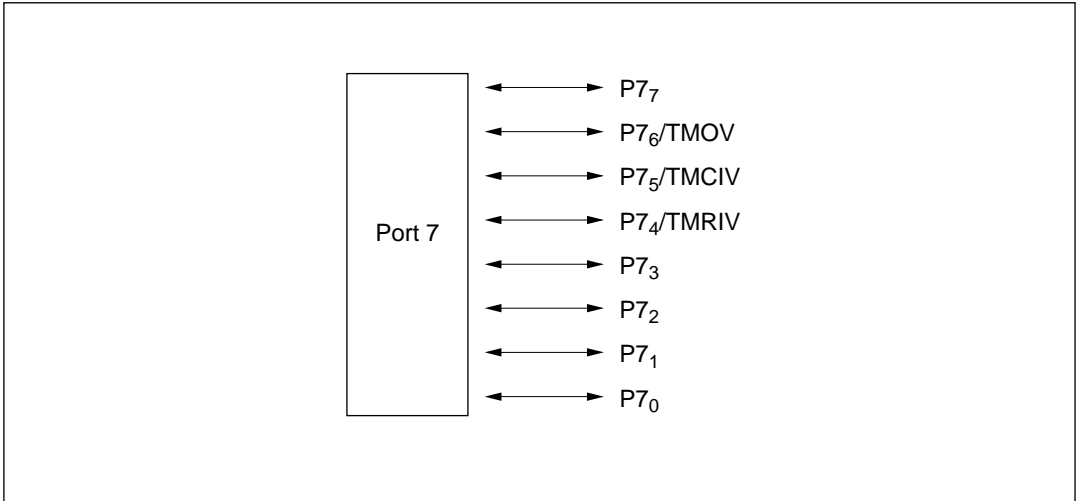 P7₇
P7₆/TMOV
P7₅/TMCIV
P7₄/TMRIV
Port 7
P7₃
P7₂
P7₁
P7₀